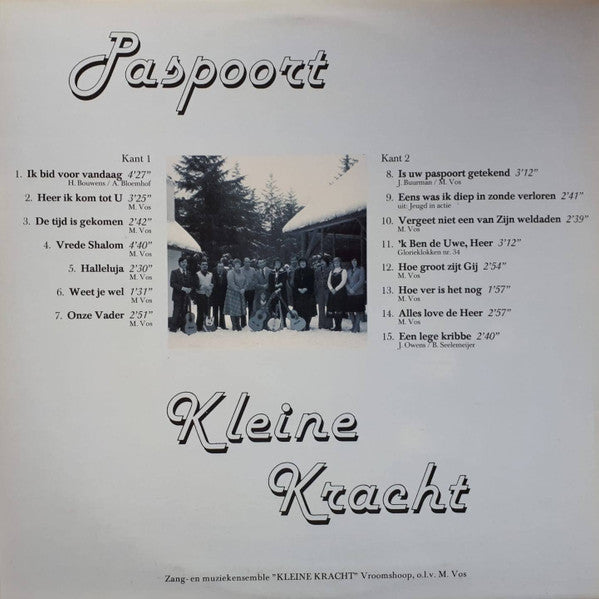 Paspoort
Kant 1
1. Ik bid voor vandaag 4'27"
H. Bouwens / A. Bloemhof
2. Heer ik kom tot U 3'25"
M. Vos
3. De tijd is gekomen 2'42"
M. Vos
4. Vrede Shalom 4'40"
M. Vos
5. Halleluja 2'30"
M. Vos
6. Weet je wel 1'31"
M Vos
7. Onze Vader 2'51"
M. Vos
Kant 2
8. Is uw paspoort getekend 3'12"
J. Buurman / M. Vos
9. Eens was ik diep in zonde verloren 2'41"
uit: Jeugd in actie
10. Vergeet niet een van Zijn weldaden 2'39"
M. Vos
11. 'k Ben de Uwe, Heer 3'12"
Glorieklokken nr. 34
12. Hoe groot zijt Gij 2'54"
M. Vos
13. Hoe ver is het nog 1'57"
M. Vos
14. Alles love de Heer 2'57"
M. Vos
15. Een lege kribbe 2'40"
J. Owens / B. Seelemeijer
Kleine
Kracht
Zang- en muziekensemble "KLEINE KRACHT" Vroomshoop, o.l.v. M. Vos